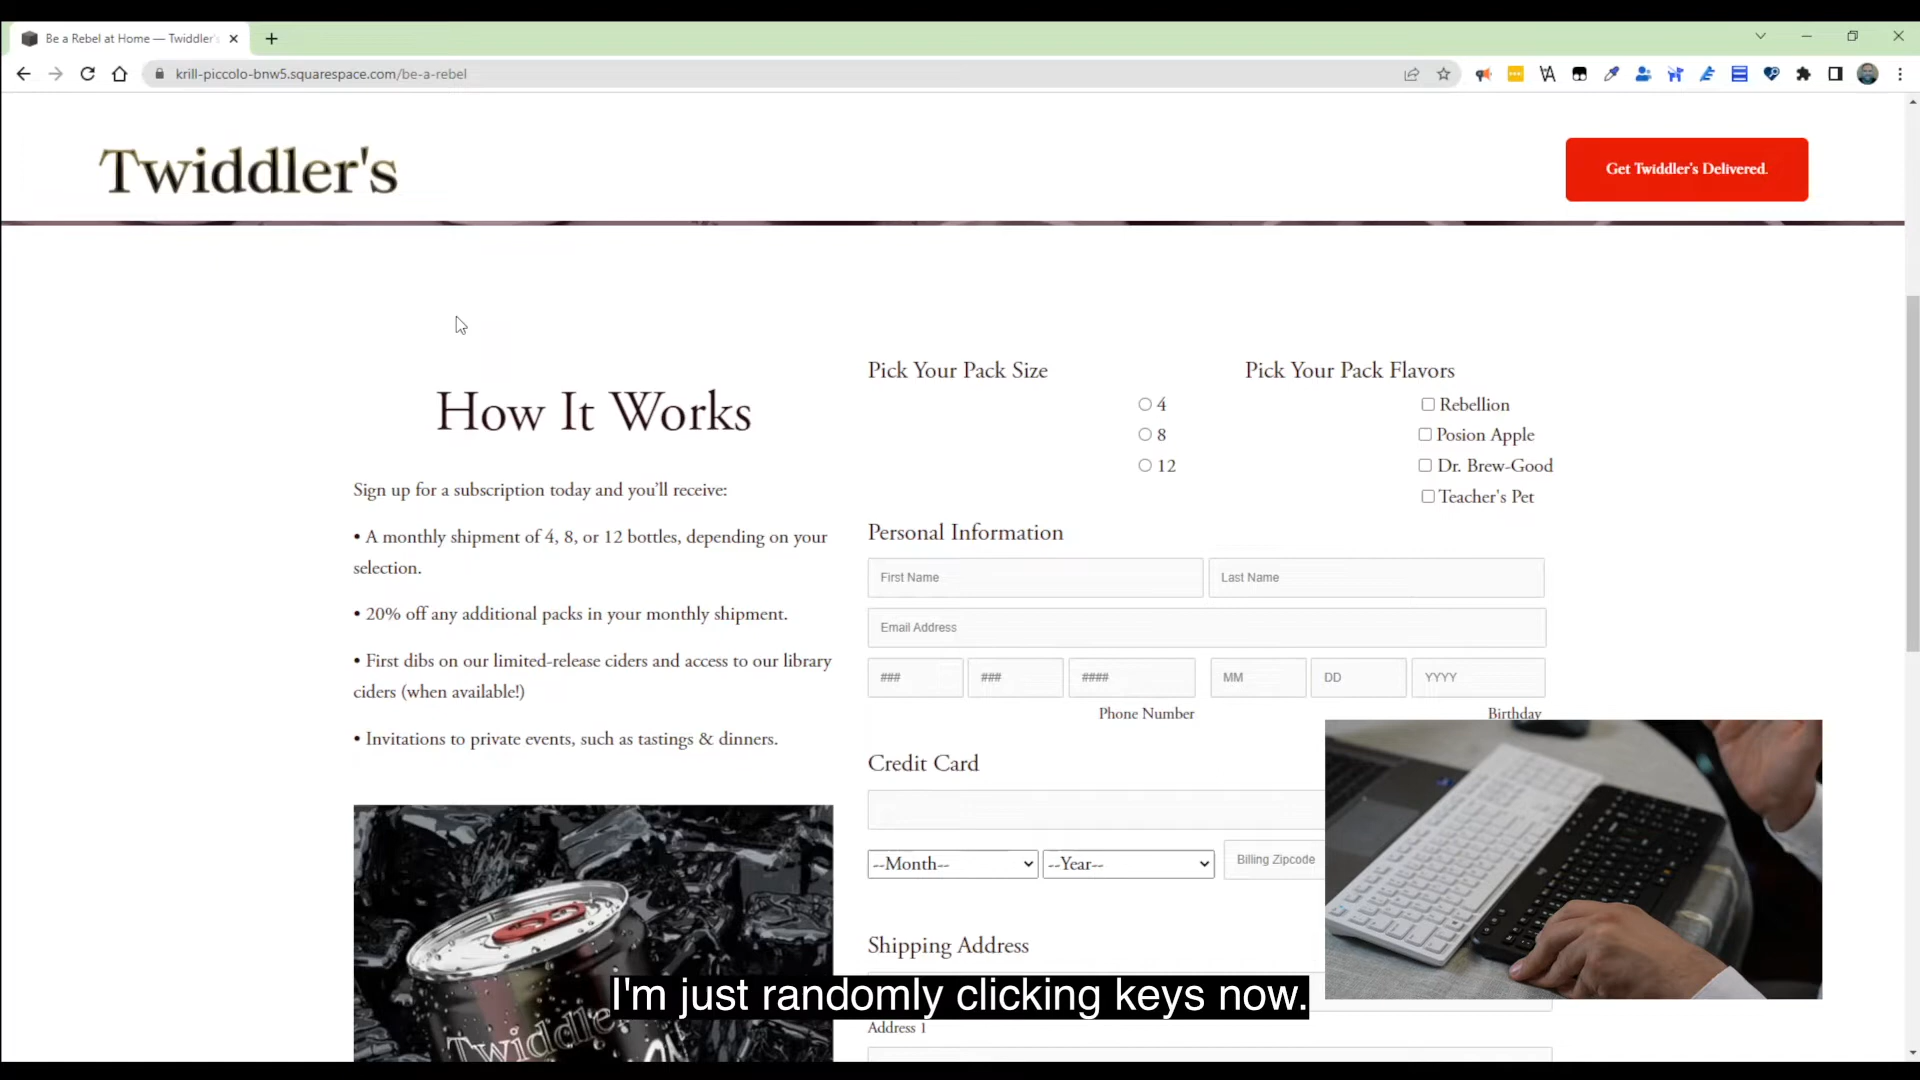 Be a Rebel at Home — Twiddler's
krill-piccolo-bnw5.squarespace.com/be-a-rebel
Twiddler's
Get Twiddler's Delivered.
How It Works
Sign up for a subscription today and you’ll receive:
• A monthly shipment of 4, 8, or 12 bottles, depending on your
selection.
• 20% off any additional packs in your monthly shipment.
• First dibs on our limited-release ciders and access to our library
ciders (when available!)
• Invitations to private events, such as tastings & dinners.
Pick Your Pack Size
4
8
12
Pick Your Pack Flavors
Rebellion
Posion Apple
Dr. Brew-Good
Teacher's Pet
Personal Information
First Name
Last Name
Email Address
###
###
####
MM
DD
YYYY
Phone Number
Birthday
Credit Card
--Month--
--Year--
Billing Zipcode
Shipping Address
Address 1
Twiddle
I'm just randomly clicking keys now.